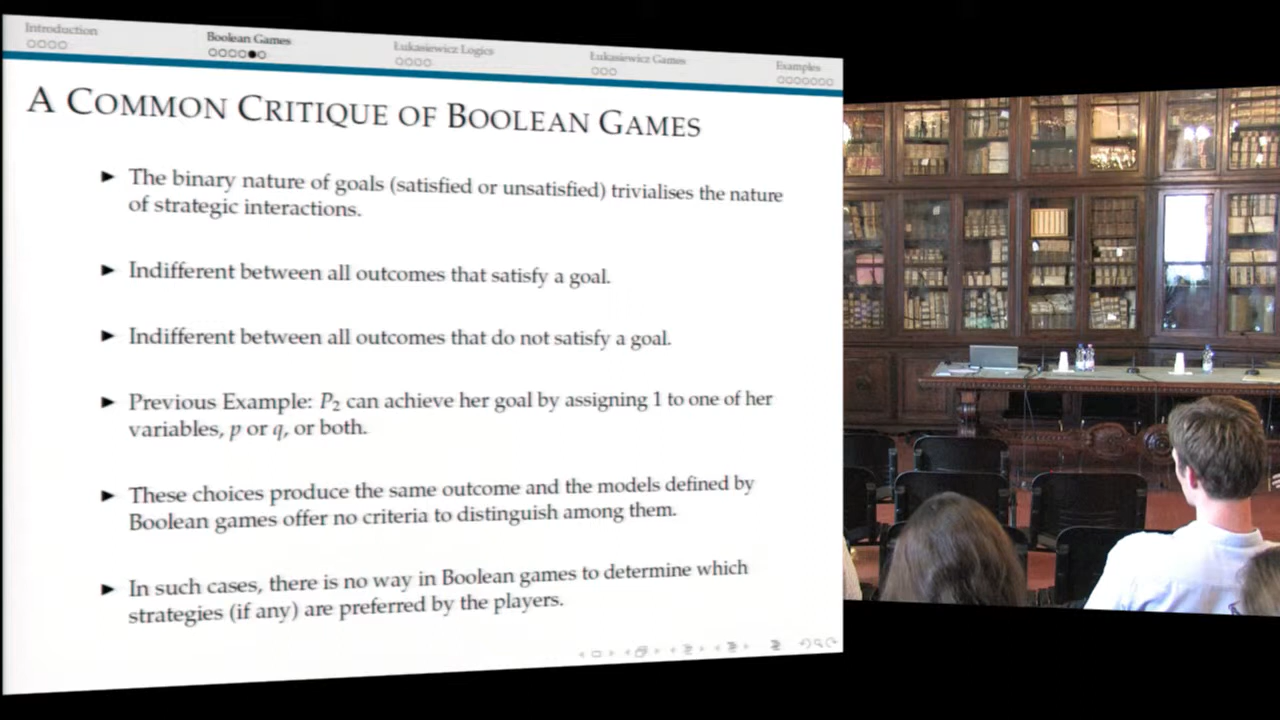 Introduction
Boolean Games
Łukasiewicz Logics
Łukasiewicz Games
Examples
A COMMON CRITIQUE OF BOOLEAN GAMES
► The binary nature of goals (satisfied or unsatisfied) trivialises the nature
of strategic interactions.
► Indifferent between all outcomes that satisfy a goal.
► Indifferent between all outcomes that do not satisfy a goal.
► Previous Example: P₂ can achieve her goal by assigning 1 to one of her
variables, p or q, or both.
► These choices produce the same outcome and the models defined by
Boolean games offer no criteria to distinguish among them.
► In such cases, there is no way in Boolean games to determine which
strategies (if any) are preferred by the players.